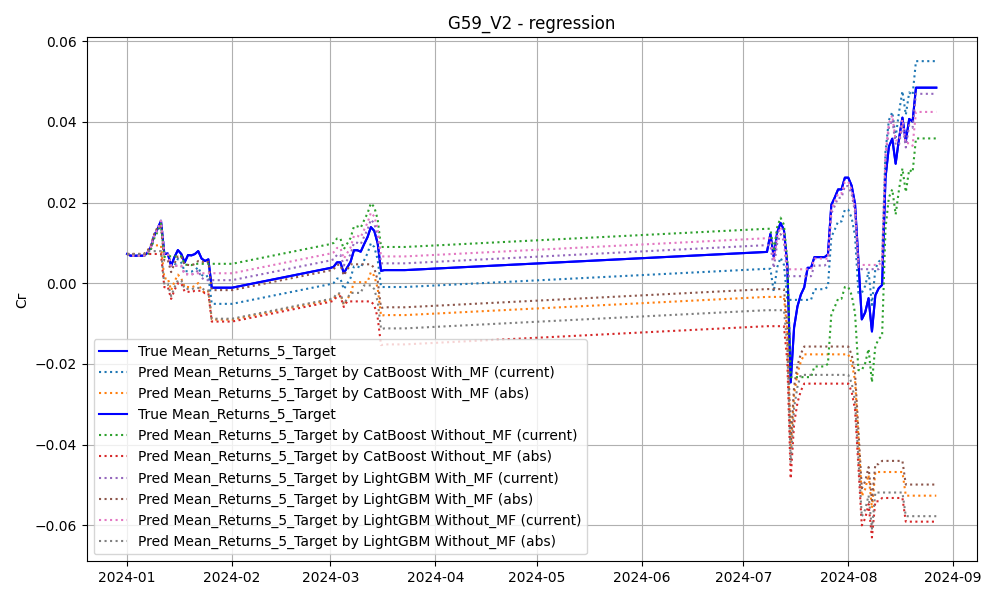 G59_V2 - regression
0.06
0.04
0.02
0.00
−0.02
−0.04
−0.06
Cr
True Mean_Returns_5_Target
Pred Mean_Returns_5_Target by CatBoost With_MF (current)
Pred Mean_Returns_5_Target by CatBoost With_MF (abs)
True Mean_Returns_5_Target
Pred Mean_Returns_5_Target by CatBoost Without_MF (current)
Pred Mean_Returns_5_Target by CatBoost Without_MF (abs)
Pred Mean_Returns_5_Target by LightGBM With_MF (current)
Pred Mean_Returns_5_Target by LightGBM With_MF (abs)
Pred Mean_Returns_5_Target by LightGBM Without_MF (current)
Pred Mean_Returns_5_Target by LightGBM Without_MF (abs)
2024-01 2024-02 2024-03 2024-04 2024-05 2024-06 2024-07 2024-08 2024-09